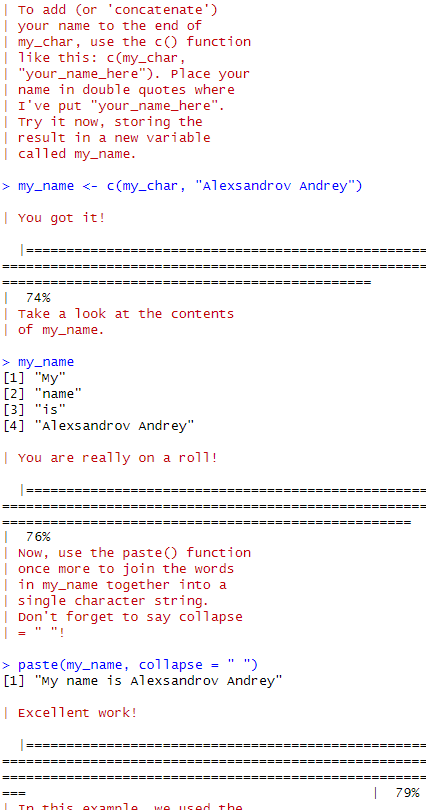 | To add (or 'concatenate')
| your name to the end of
| my_char, use the c() function
| like this: c(my_char,
| "your_name_here"). Place your
| name in double quotes where
| I've put "your_name_here".
| Try it now, storing the
| result in a new variable
| called my_name.
> my_name <- c(my_char, "Alexsandrov Andrey")
| You got it!
|==================================================
=====================================================
==============================================
| 74%
| Take a look at the contents
| of my_name.
> my_name
[1] "My"
[2] "name"
[3] "is"
[4] "Alexsandrov Andrey"
| You are really on a roll!
|==================================================
=====================================================
===================================================
| 76%
| Now, use the paste() function
| once more to join the words
| in my_name together into a
| single character string.
| Don't forget to say collapse
| = " "!
> paste(my_name, collapse = " ")
[1] "My name is Alexsandrov Andrey"
| Excellent work!
|==================================================
=====================================================
=====================================================
=== | 79%
| In this example, we used the